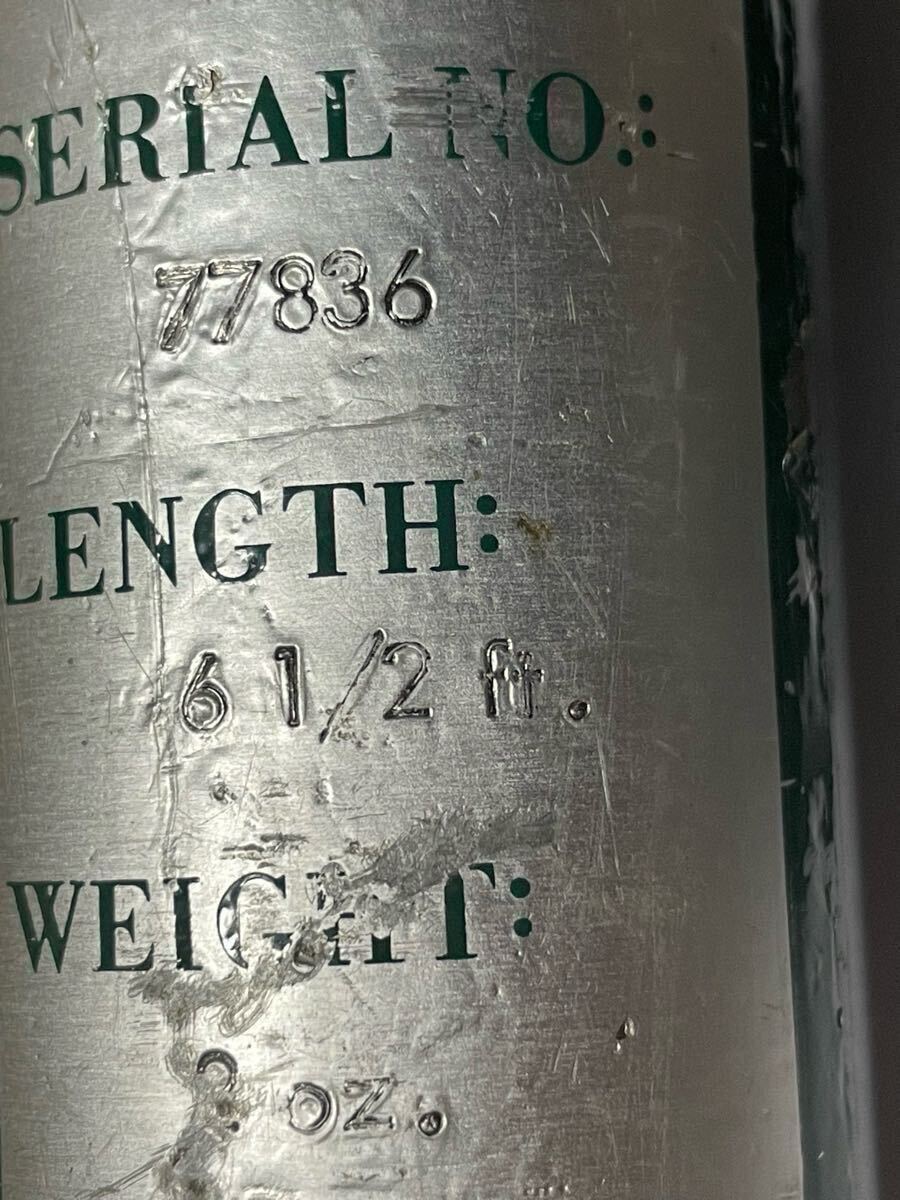 SERIAL NO.:
77836
LENGTH:
6 1/2 ft.
WEIGHT:
oz.